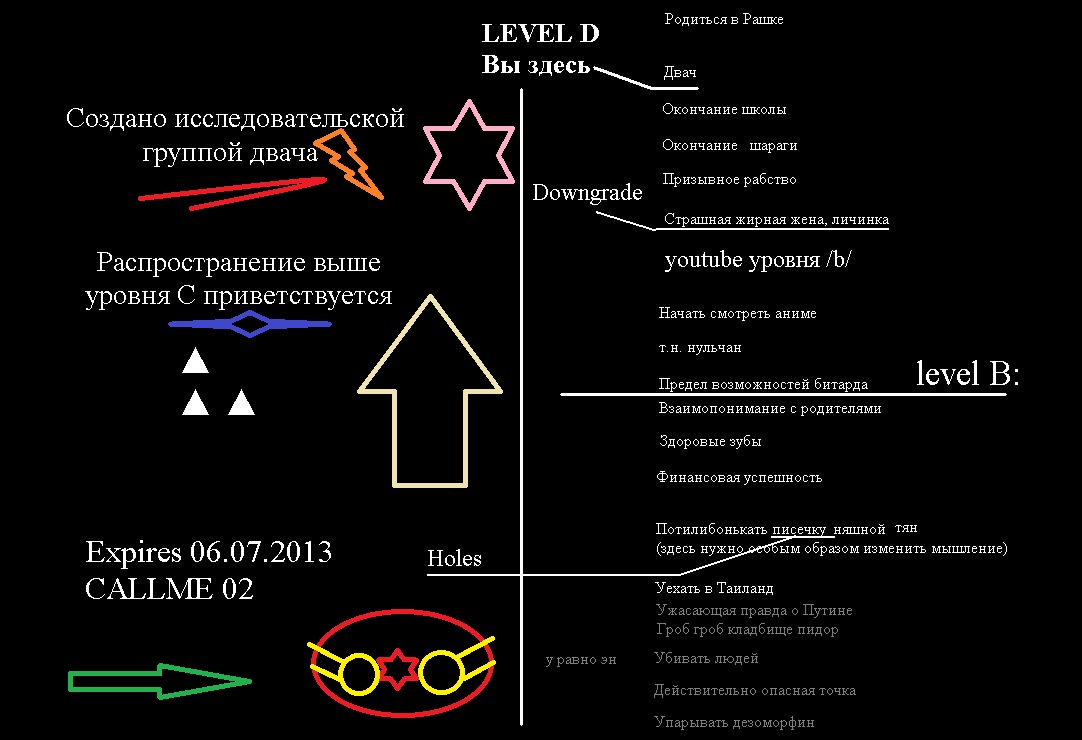 LEVEL D
Вы здесь
Родиться в Рашке
Двач
Создано исследовательской
группой двача
Окончание школы
Окончание шараги
Призывное рабство
Downgrade
Страшная жирная жена, личинка
youtube уровня /b/
Распространение выше
уровня С приветствуется
Начать смотреть аниме
т.н. нульчан
Предел возможностей битарда
level B:
Взаимопонимание с родителями
Здоровые зубы
Финансовая успешность
Потилибонькать писечку няшной тян
(здесь нужно особым образом изменить мышление)
Expires 06.07.2013
CALLME 02
Holes
Уехать в Таиланд
Ужасающая правда о Путине
Гроб гроб кладбище пидор
у равно эн
Убивать людей
Действительно опасная точка
Упарывать дезоморфин